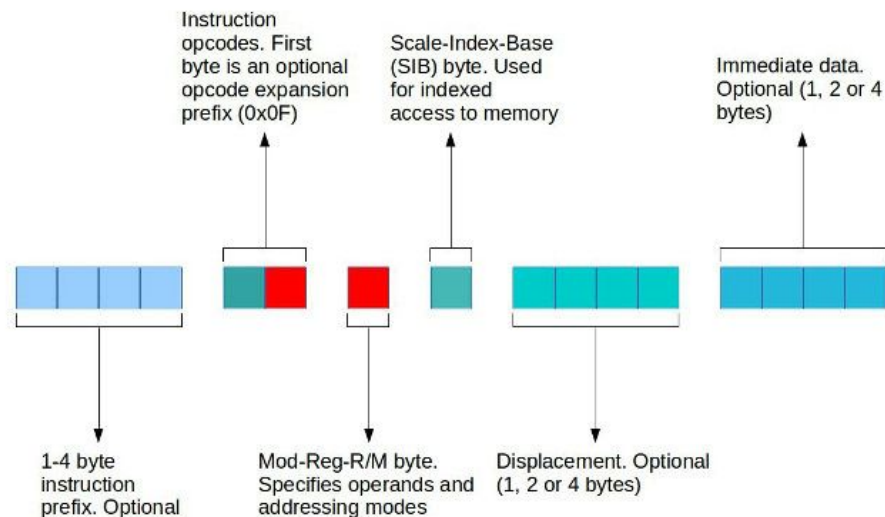 Instruction
opcodes. First
byte is an optional
opcode expansion
prefix (0x0F)
Scale-Index-Base
(SIB) byte. Used
for indexed
access to memory
Immediate data.
Optional (1, 2 or 4
bytes)
1-4 byte
instruction
prefix. Optional
Mod-Reg-R/M byte.
Specifies operands and
addressing modes
Displacement. Optional
(1, 2 or 4 bytes)